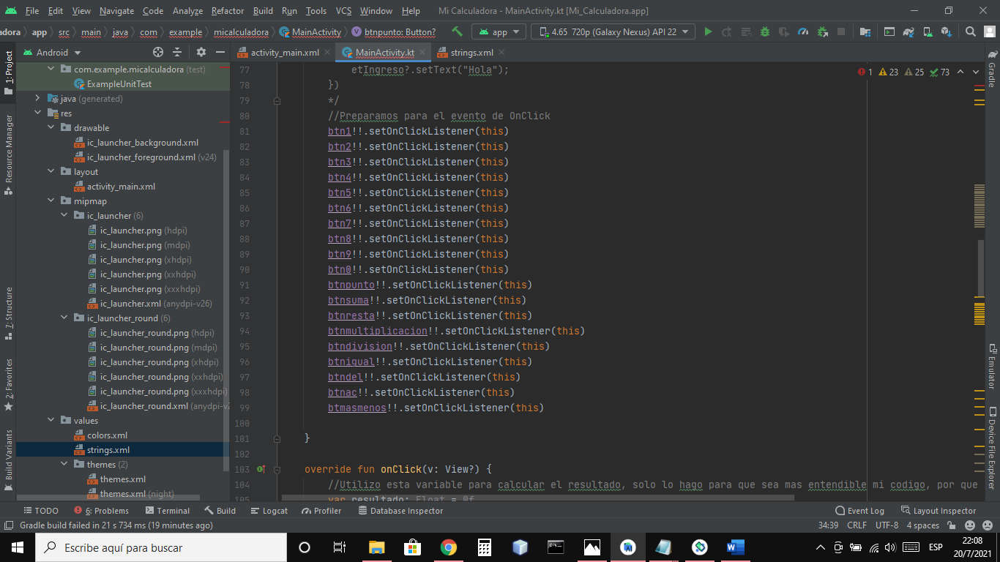 File Edit View Navigate Code Analyze Refactor Build Run Tools VCS Window Help Mi Calculadora - MainActivity.kt [Mi_Calculadora.app]
adora app src main java com example micalculadora MainActivity btnpunto: Button? app 4.65 720p (Galaxy Nexus) API 22
Android activity_main.xml MainActivity.kt strings.xml
1: Project
Resource Manager
7: Structure
2: Favorites
Build Variants
com.example.micalculadora (test)
ExampleUnitTest
java (generated)
res
drawable
ic_launcher_background.xml
ic_launcher_foreground.xml (v24)
layout
activity_main.xml
mipmap
ic_launcher (6)
ic_launcher.png (hdpi)
ic_launcher.png (mdpi)
ic_launcher.png (xhdpi)
ic_launcher.png (xxhdpi)
ic_launcher.png (xxxhdpi)
ic_launcher.xml (anydpi-v26)
ic_launcher_round (6)
ic_launcher_round.png (hdpi)
ic_launcher_round.png (mdpi)
ic_launcher_round.png (xhdpi)
ic_launcher_round.png (xxhdpi)
ic_launcher_round.png (xxxhdpi)
ic_launcher_round.xml (anydpi-v2
values
colors.xml
strings.xml
themes (2)
themes.xml
themes.xml (night)
1 23 25 73
77 etIngreso?.setText("Hola");
78 })
79 */
80 //Preparamos para el evento de OnClick
81 btn1!!.setOnClickListener(this)
82 btn2!!.setOnClickListener(this)
83 btn3!!.setOnClickListener(this)
84 btn4!!.setOnClickListener(this)
85 btn5!!.setOnClickListener(this)
86 btn6!!.setOnClickListener(this)
87 btn7!!.setOnClickListener(this)
88 btn8!!.setOnClickListener(this)
89 btn9!!.setOnClickListener(this)
90 btn0!!.setOnClickListener(this)
91 btnpunto!!.setOnClickListener(this)
92 btnsuma!!.setOnClickListener(this)
93 btnresta!!.setOnClickListener(this)
94 btnmultiplicacion!!.setOnClickListener(this)
95 btndivision!!.setOnClickListener(this)
96 btnigual!!.setOnClickListener(this)
97 btndel!!.setOnClickListener(this)
98 btnac!!.setOnClickListener(this)
99 btmasmenos!!.setOnClickListener(this)
100
101 }
102
103 override fun onClick(v: View?) {
104 //Utilizo esta variable para calcular el resultado, solo lo hago para que sea mas entendible mi codigo, por que
105 var resultado: Float = 0f
Gradle
Emulator
Device File Explorer
TODO 6: Problems Terminal Build Logcat Profiler Database Inspector Event Log Layout Inspector
Gradle build failed in 21 s 734 ms (19 minutes ago) 34:39 CRLF UTF-8 4 spaces
Escribe aquí para buscar
ESP
22:08
20/7/2021